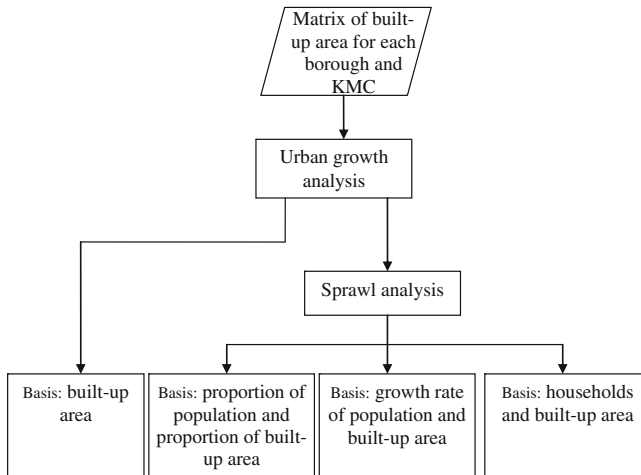 Matrix of built-
up area for each
borough and
KMC
Urban growth
analysis
Sprawl analysis
Basis: built-up
area
Basis: proportion of
population and
proportion of built-
up area
Basis: growth rate
of population and
built-up area
Basis: households
and built-up area